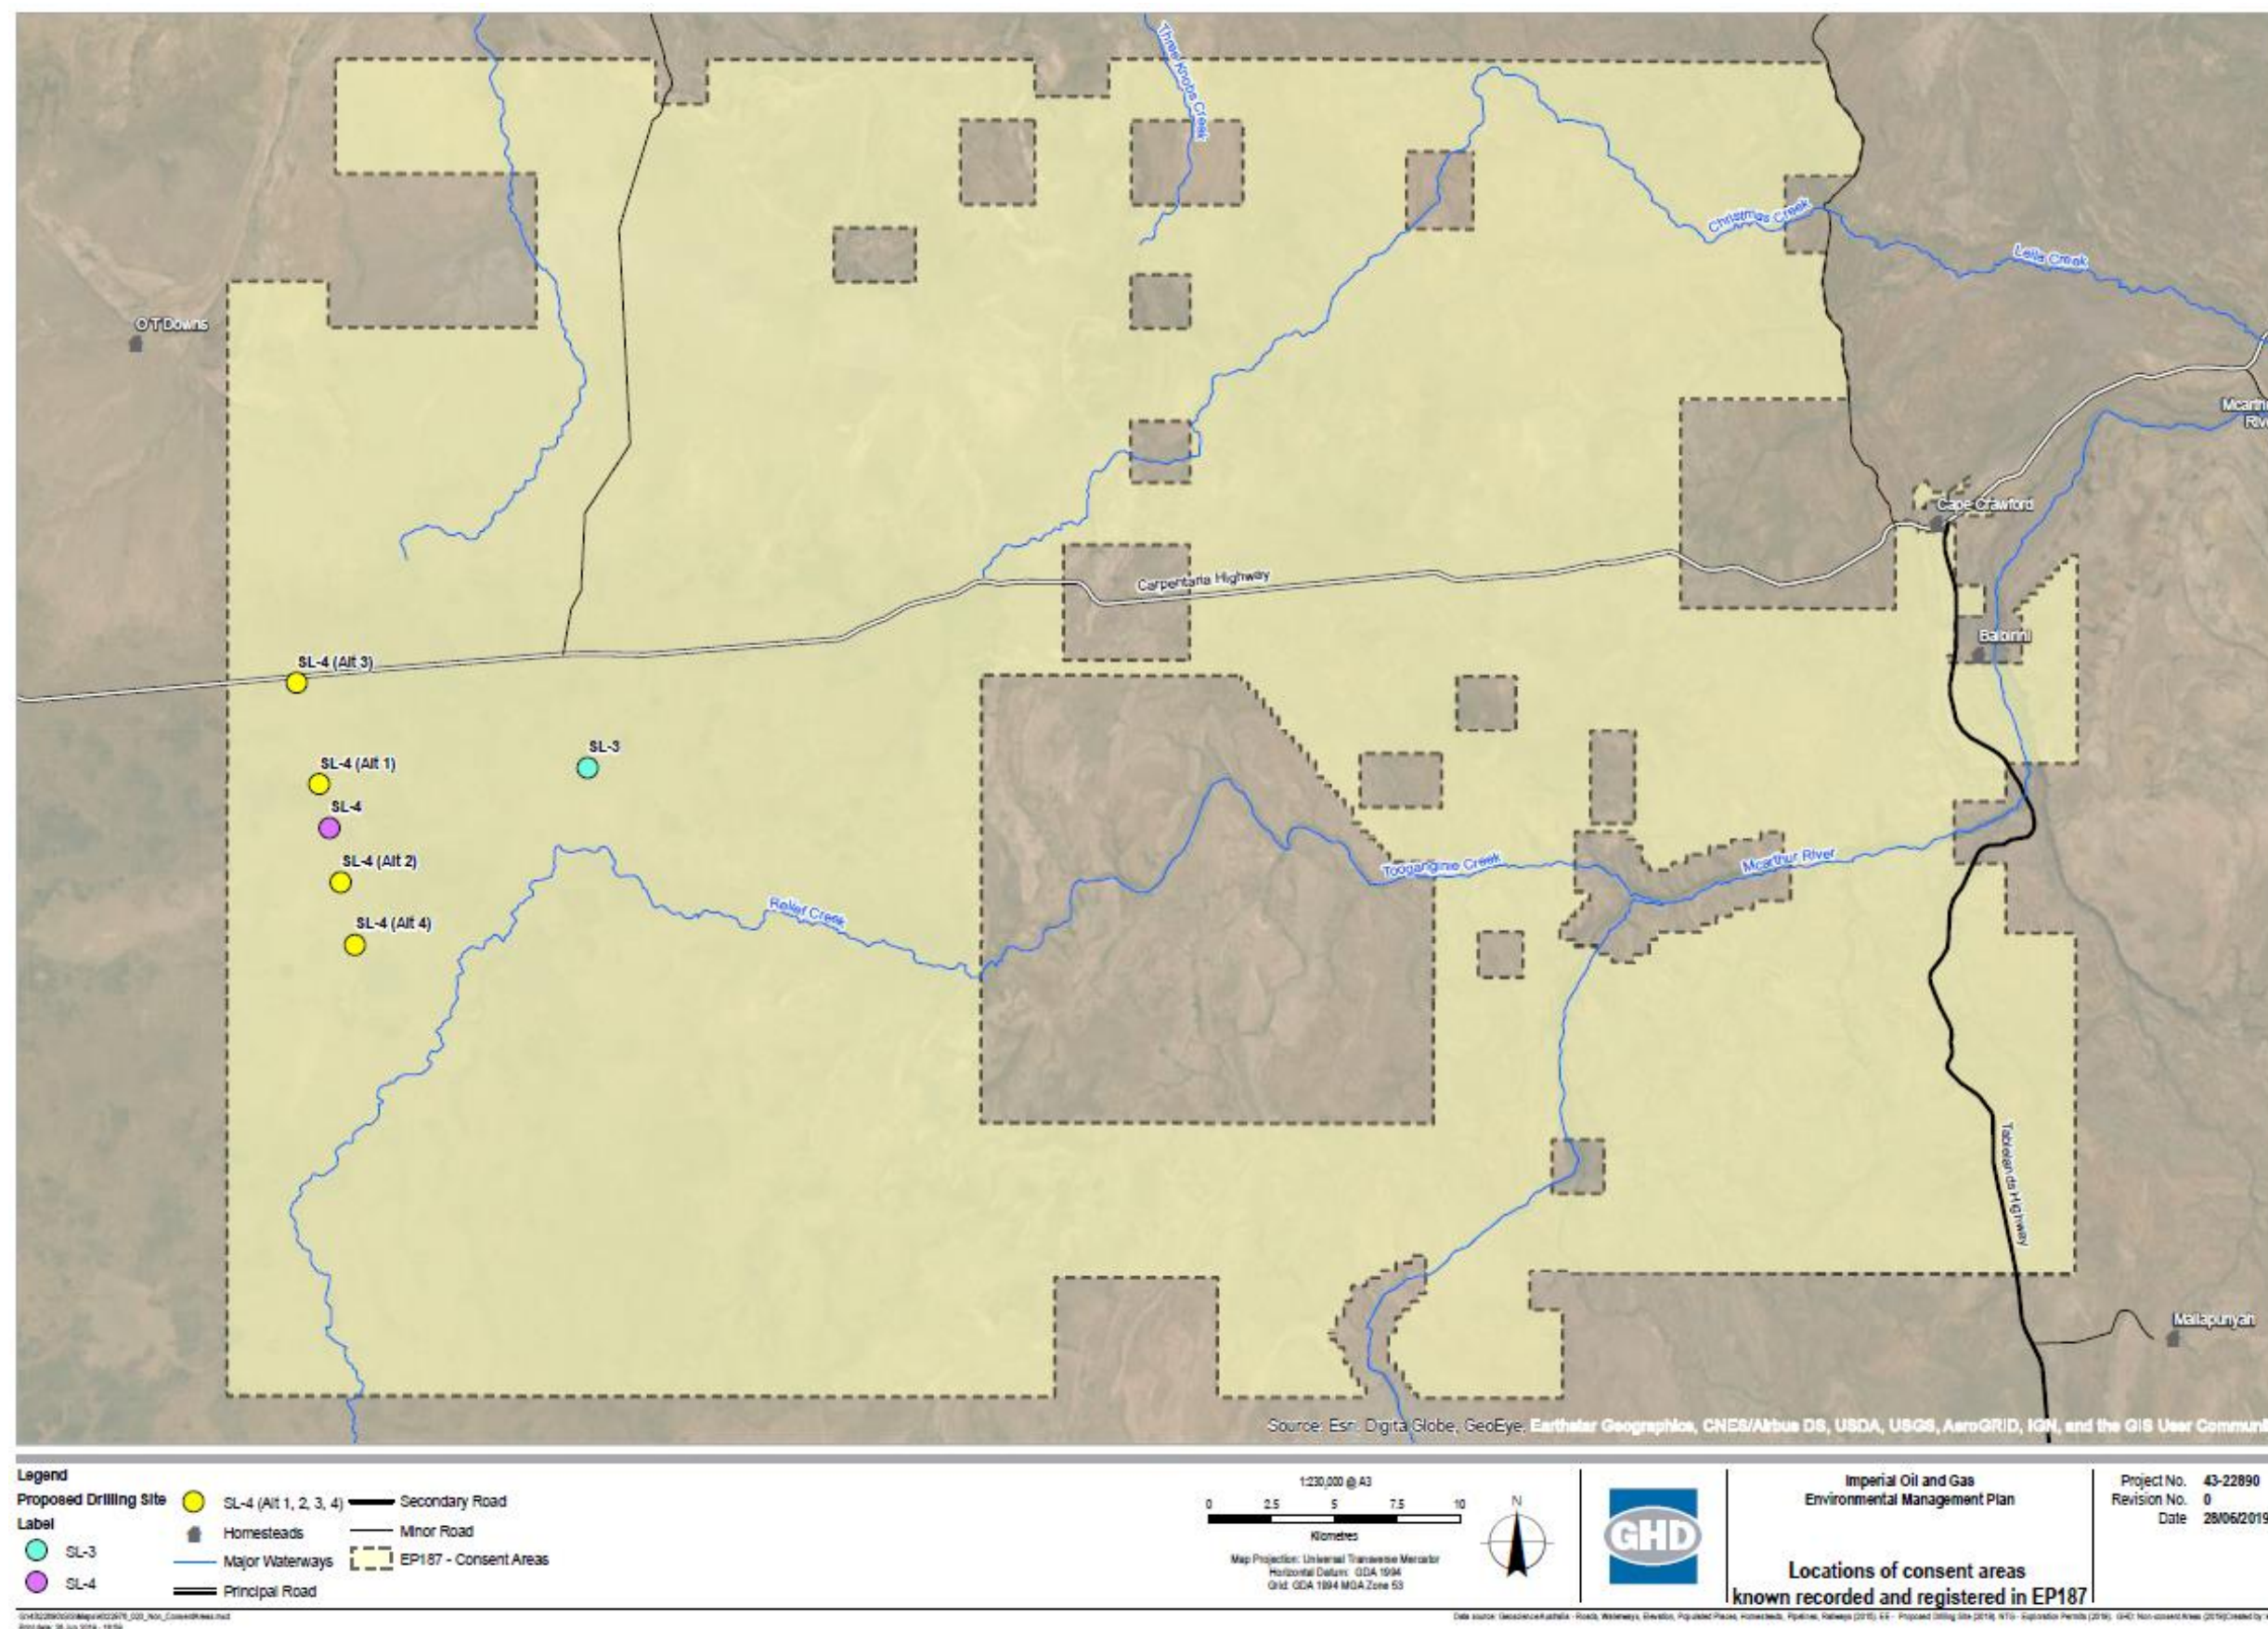 Three Knobs Creek
Christmas Creek
Leila Creek
O T Downs
Cape Crawford
Carpentaria Highway
Balbirini
SL-4 (Alt 3)
SL-3
SL-4 (Alt 1)
SL-4
SL-4 (Alt 2)
SL-4 (Alt 4)
Relief Creek
Tooganginie Creek
Mcarthur River
Tablelands Highway
Mallapunyah
Source: Esri, Digital Globe, GeoEye, Earthstar Geographics, CNES/Airbus DS, USDA, USGS, AeroGRID, IGN, and the GIS User Communi
Legend
Proposed Drilling Site
Label
SL-3
SL-4
SL-4 (Alt 1, 2, 3, 4)
Homesteads
Major Waterways
Principal Road
Secondary Road
Minor Road
EP187 - Consent Areas
1:230,000 @ A3
0 2.5 5 7.5 10
Kilometres
Map Projection: Universal Transverse Mercator
Horizontal Datum: GDA 1994
Grid: GDA 1994 MGA Zone 53
N
GHD
Imperial Oil and Gas
Environmental Management Plan
Locations of consent areas
known recorded and registered in EP187
Project No. 43-22890
Revision No. 0
Date 28/06/2019